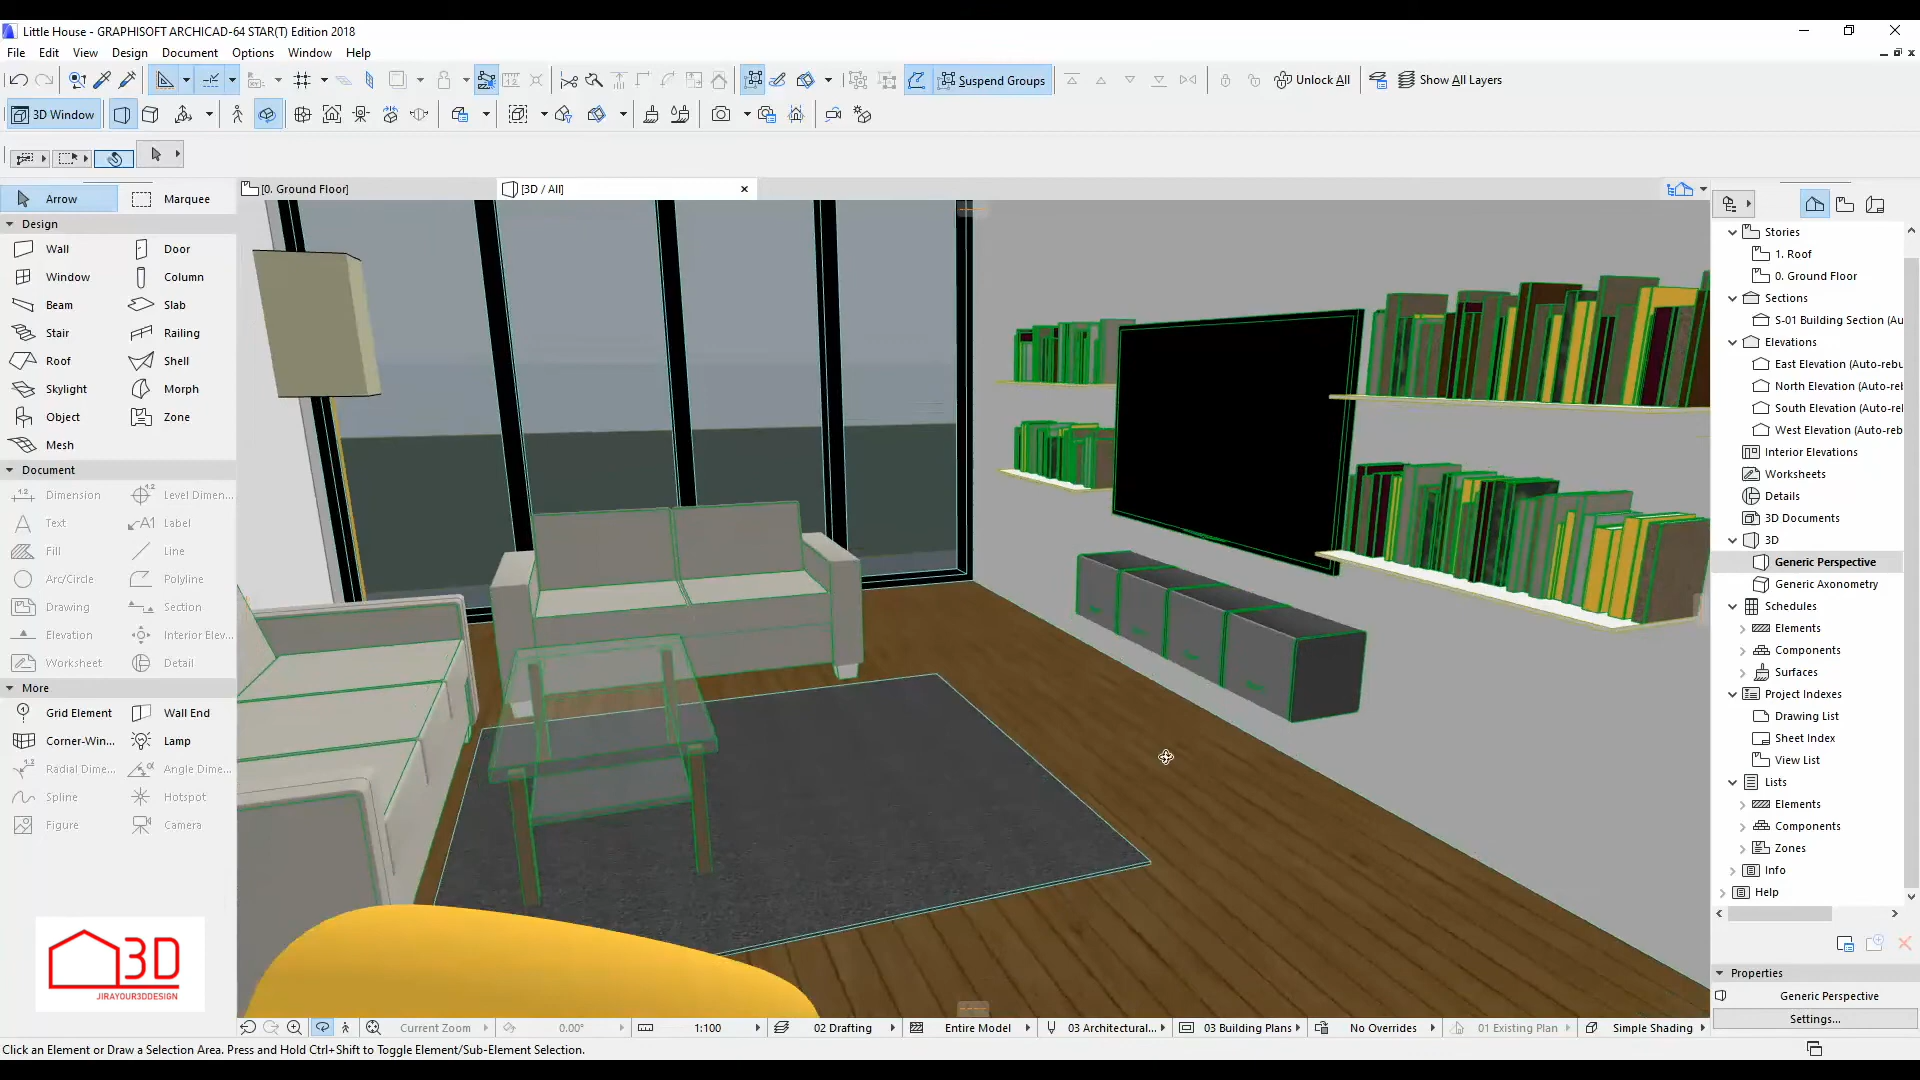 Little House - GRAPHISOFT ARCHICAD-64 STAR(T) Edition 2018
File Edit View Design Document Options Window Help
Suspend Groups Unlock All Show All Layers
3D Window
[0. Ground Floor] [3D / All]
Arrow Marquee
Design
Wall Door
Window Column
Beam Slab
Stair Railing
Roof Shell
Skylight Morph
Object Zone
Mesh
Document
Dimension Level Dimen...
Text Label
Fill Line
Arc/Circle Polyline
Drawing Section
Elevation Interior Elev...
Worksheet Detail
More
Grid Element Wall End
Corner-Win... Lamp
Radial Dime... Angle Dime...
Spline Hotspot
Figure Camera
3D
JIRAYOUR3DDESIGN
Stories
1. Roof
0. Ground Floor
Sections
S-01 Building Section (Au
Elevations
East Elevation (Auto-rebu
North Elevation (Auto-rel
South Elevation (Auto-rel
West Elevation (Auto-reb
Interior Elevations
Worksheets
Details
3D Documents
3D
Generic Perspective
Generic Axonometry
Schedules
Elements
Components
Surfaces
Project Indexes
Drawing List
Sheet Index
View List
Lists
Elements
Components
Zones
Info
Help
Properties
Generic Perspective
Settings...
Current Zoom 0.00° 1:100 02 Drafting Entire Model 03 Architectural... 03 Building Plans No Overrides 01 Existing Plan Simple Shading
Click an Element or Draw a Selection Area. Press and Hold Ctrl+Shift to Toggle Element/Sub-Element Selection.